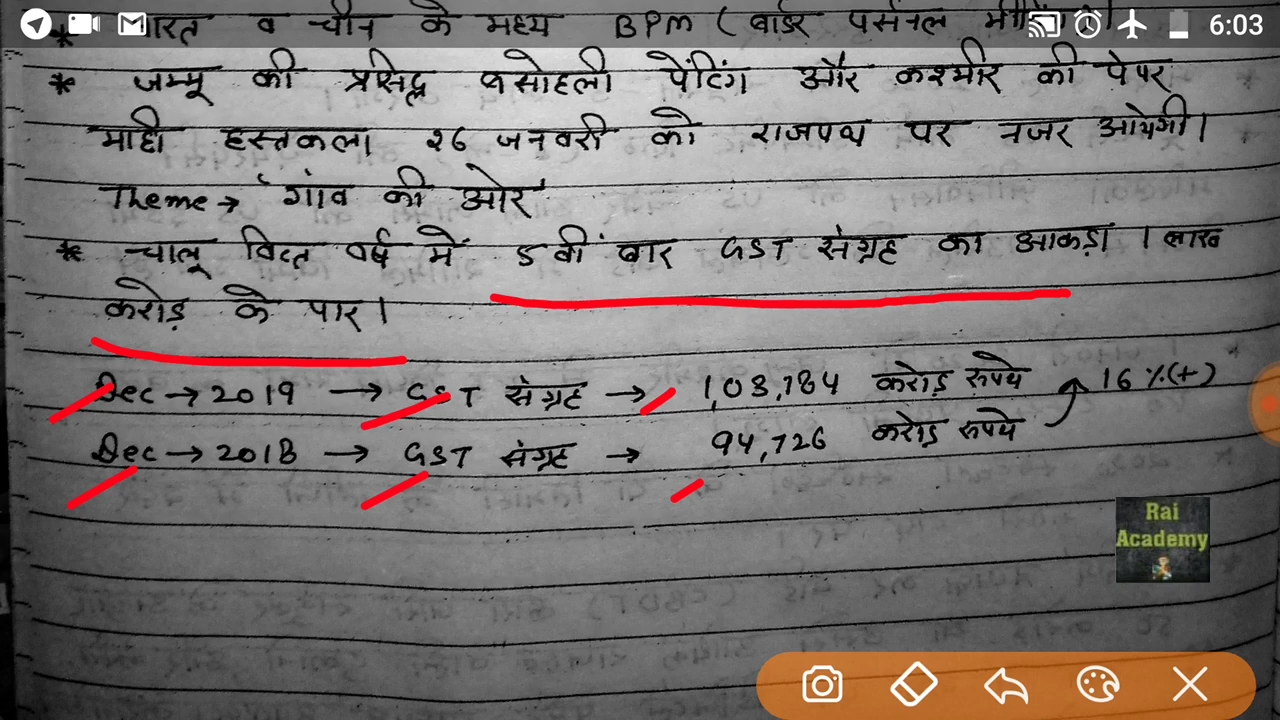 6:03
* भारत व चीन के मध्य BPM ( बार्डर पर्सनल
* जम्मू की प्रसिद्ध बसोहली पेंटिंग और कश्मीर की पेपर
माही हस्तकला २६ जनवरी को राजपथ पर नजर आयेगी।
Theme → 'गांव की ओर'
* चालू वित्त वर्ष में 5 वीं बार GST संग्रह का आकड़ा 1 लाख
करोड़ के पार।
Dec → 2019 → GST संग्रह → 1,03,184 करोड़ रुपये 16 %(+)
Dec → 2018 → GST संग्रह → 94,726 करोड़ रुपये
Rai
Academy